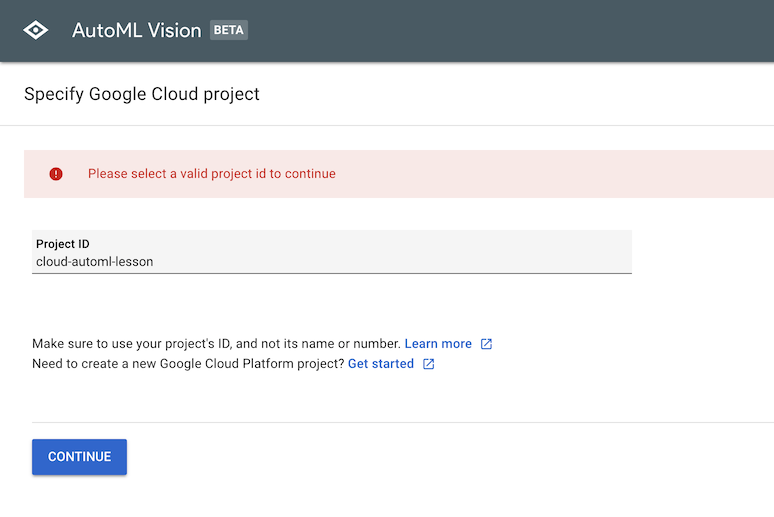 AutoML Vision BETA
Specify Google Cloud project
Please select a valid project id to continue
Project ID
cloud-automl-lesson
Make sure to use your project's ID, and not its name or number. Learn more
Need to create a new Google Cloud Platform project? Get started
CONTINUE